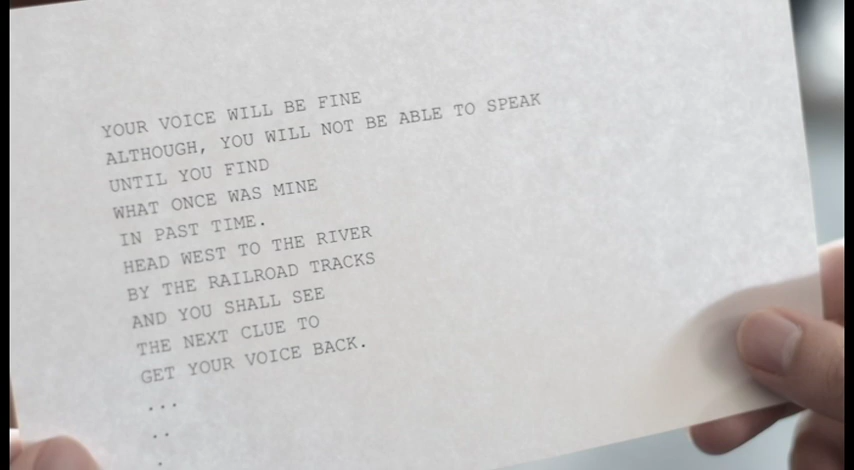 YOUR VOICE WILL BE FINE
ALTHOUGH, YOU WILL NOT BE ABLE TO SPEAK
UNTIL YOU FIND
WHAT ONCE WAS MINE
IN PAST TIME.
HEAD WEST TO THE RIVER
BY THE RAILROAD TRACKS
AND YOU SHALL SEE
THE NEXT CLUE TO
GET YOUR VOICE BACK.
...
..
.